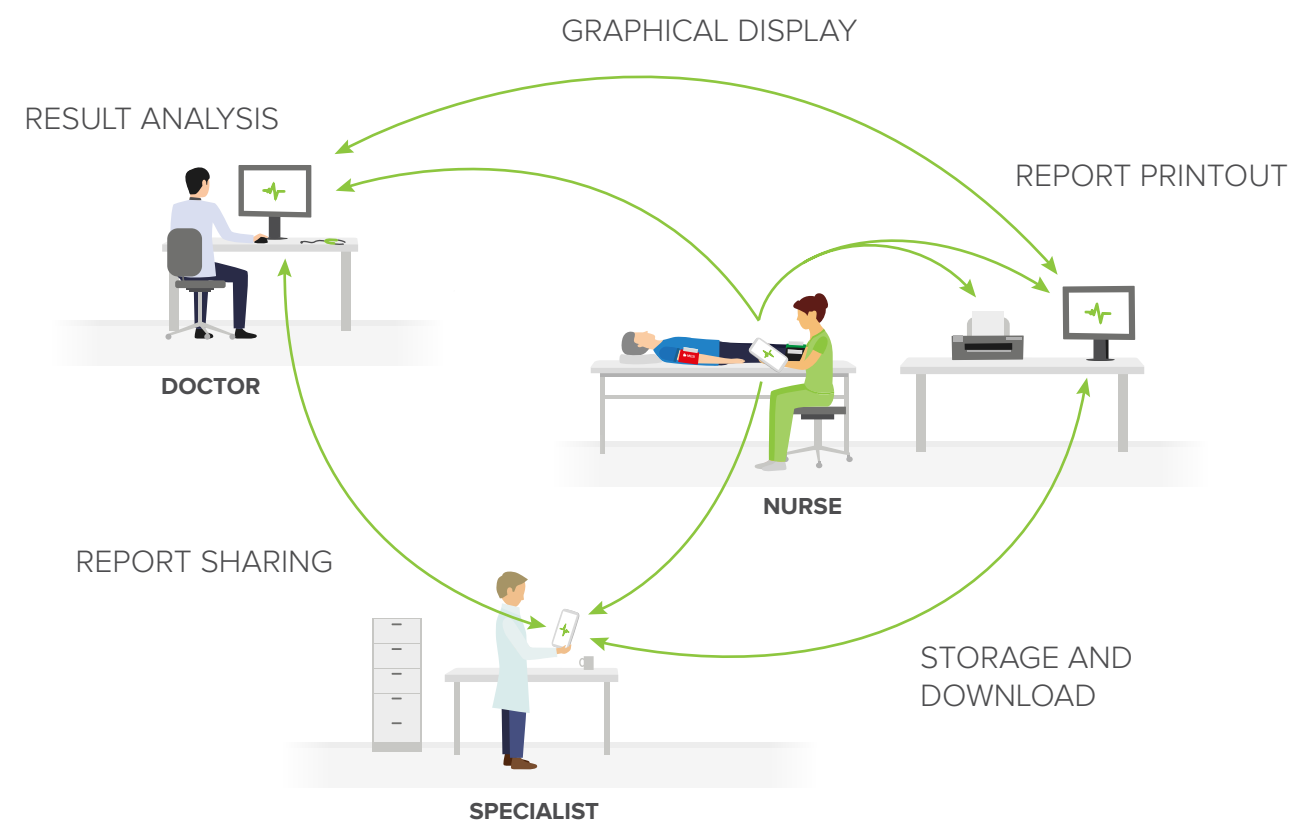 GRAPHICAL DISPLAY
RESULT ANALYSIS
REPORT PRINTOUT
DOCTOR
NURSE
REPORT SHARING
STORAGE AND
DOWNLOAD
SPECIALIST